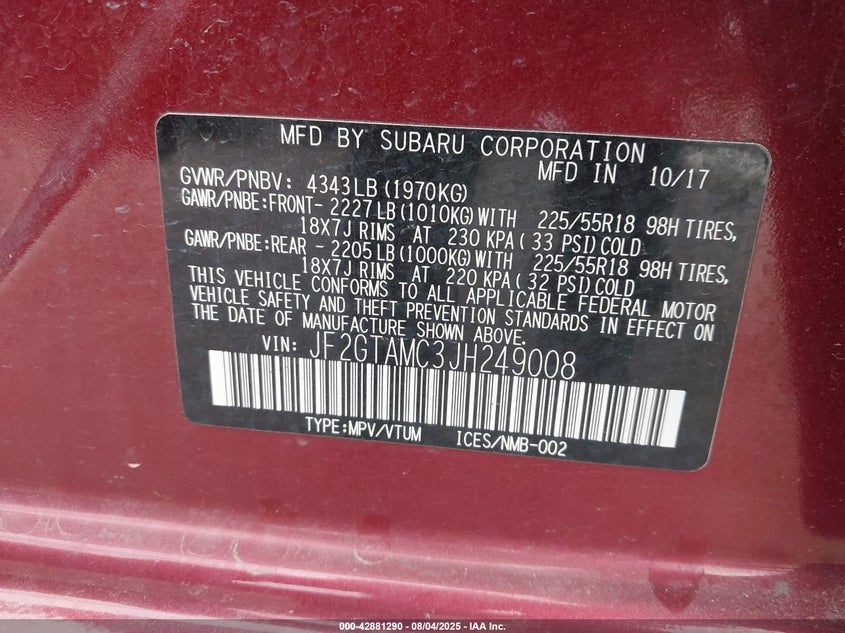 MFD BY SUBARU CORPORATION
MFD IN 10/17
GVWR/PNBV: 4343LB(1970KG)
GAWR/PNBE:FRONT- 2227LB(1010KG)WITH 225/55R18 98H TIRES,
18X7J RIMS AT 230 KPA(33 PSI)COLD
GAWR/PNBE:REAR - 2205LB(1000KG)WITH 225/55R18 98H TIRES,
18X7J RIMS AT 220 KPA(32 PSI)COLD
THIS VEHICLE CONFORMS TO ALL APPLICABLE FEDERAL MOTOR
VEHICLE SAFETY AND THEFT PREVENTION STANDARDS IN EFFECT ON
THE DATE OF MANUFACTURE SHOWN ABOVE.
VIN: JF2GTAMC3JH249008
TYPE:MPV/VTUM ICES/NMB-002
000-42881290 - 08/04/2025 - IAA Inc.